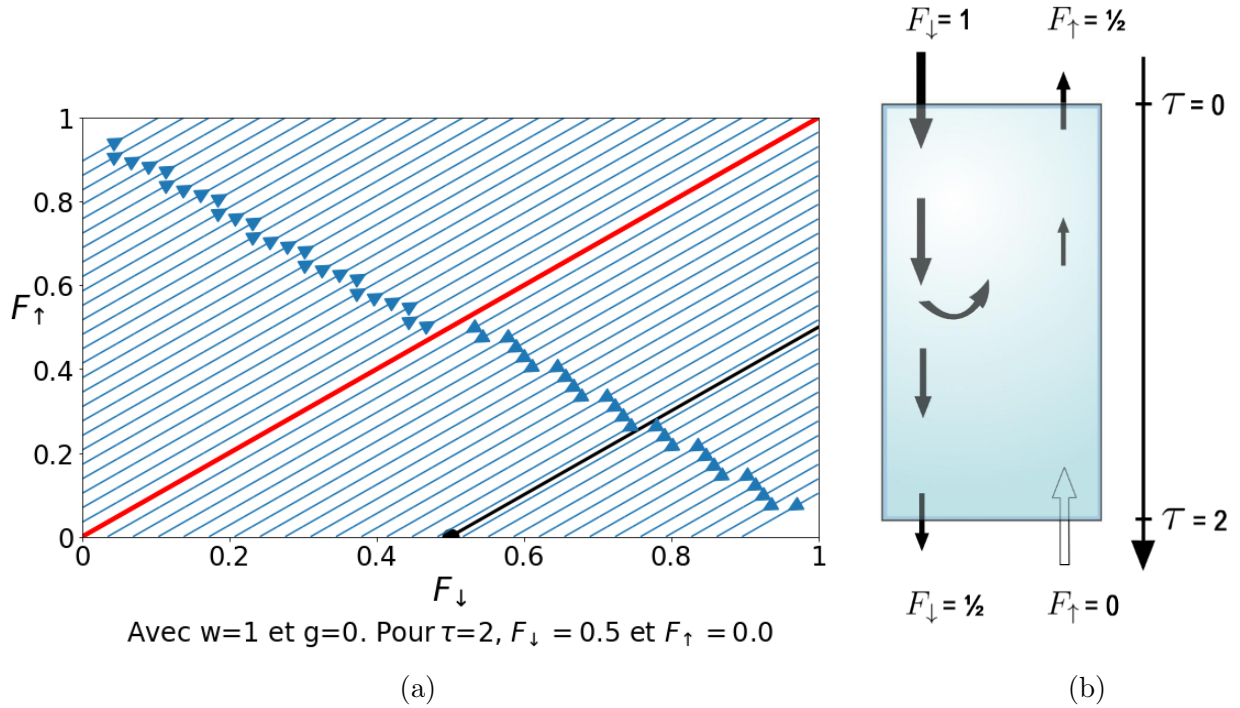 F↓ = 1
F↑ = ½
τ = 0
1
0.8
0.6
F↑
0.4
0.2
0
0 0.2 0.4 0.6 0.8 1
F↓
τ = 2
F↓ = ½
F↑ = 0
Avec w=1 et g=0. Pour τ=2, F↓ = 0.5 et F↑ = 0.0
(a)
(b)